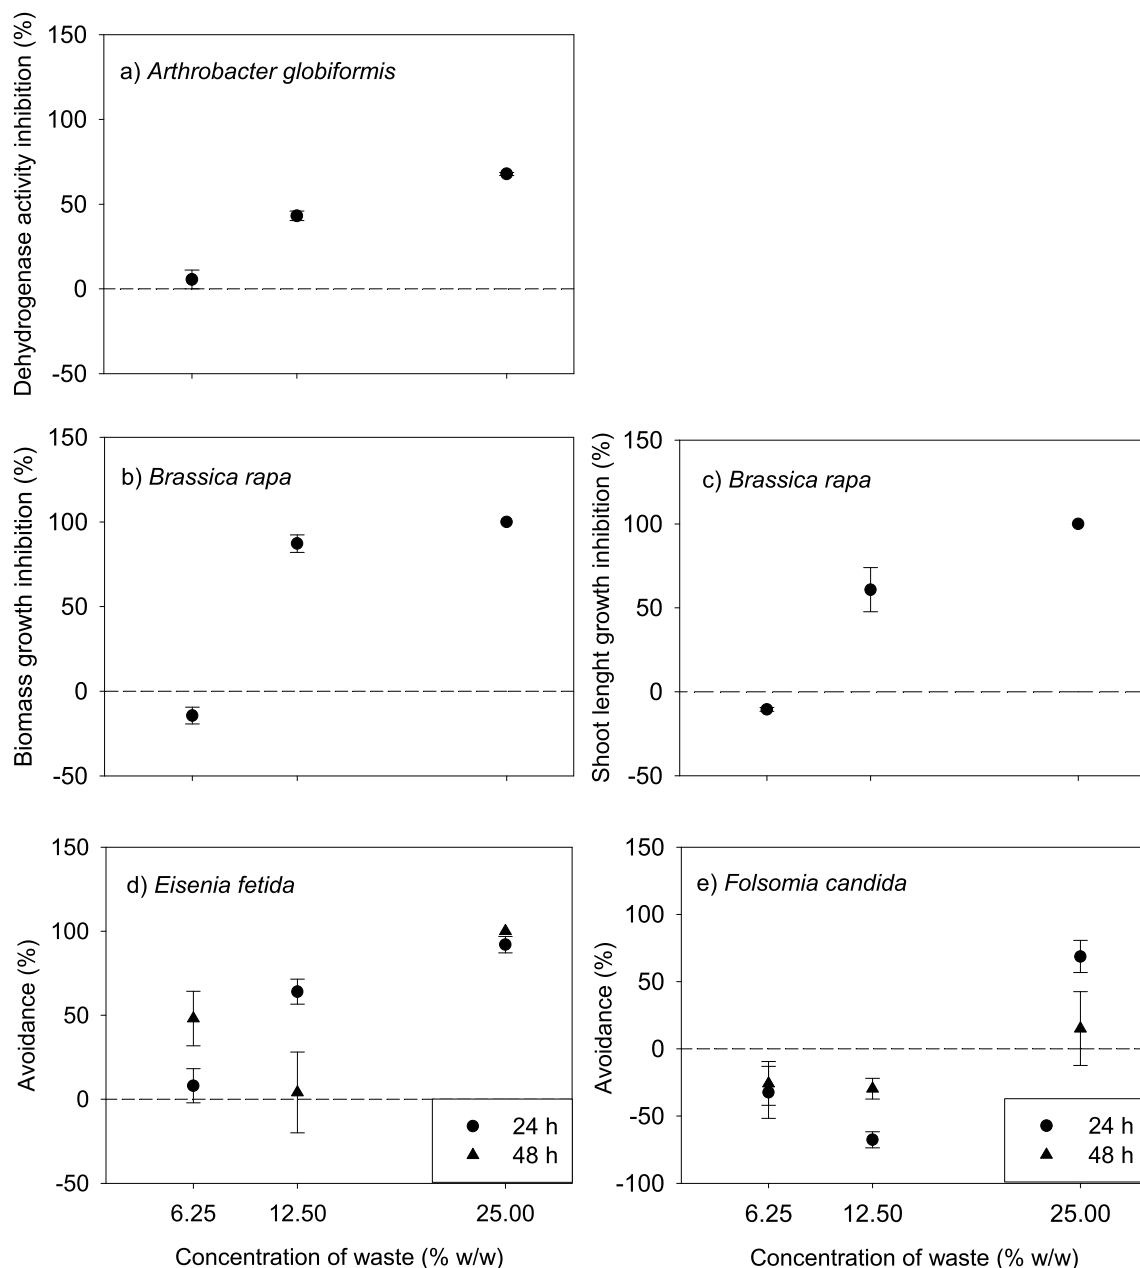 Dehydrogenase activity inhibition (%)
150
100
50
0
-50
a) Arthrobacter globiformis
Biomass growth inhibition (%)
150
100
50
0
-50
b) Brassica rapa
Shoot lenght growth inhibition (%)
150
100
50
0
-50
c) Brassica rapa
Avoidance (%)
150
100
50
0
-50
d) Eisenia fetida
24 h
48 h
6.25 12.50 25.00
Concentration of waste (% w/w)
Avoidance (%)
150
100
50
0
-50
-100
e) Folsomia candida
24 h
48 h
6.25 12.50 25.00
Concentration of waste (% w/w)